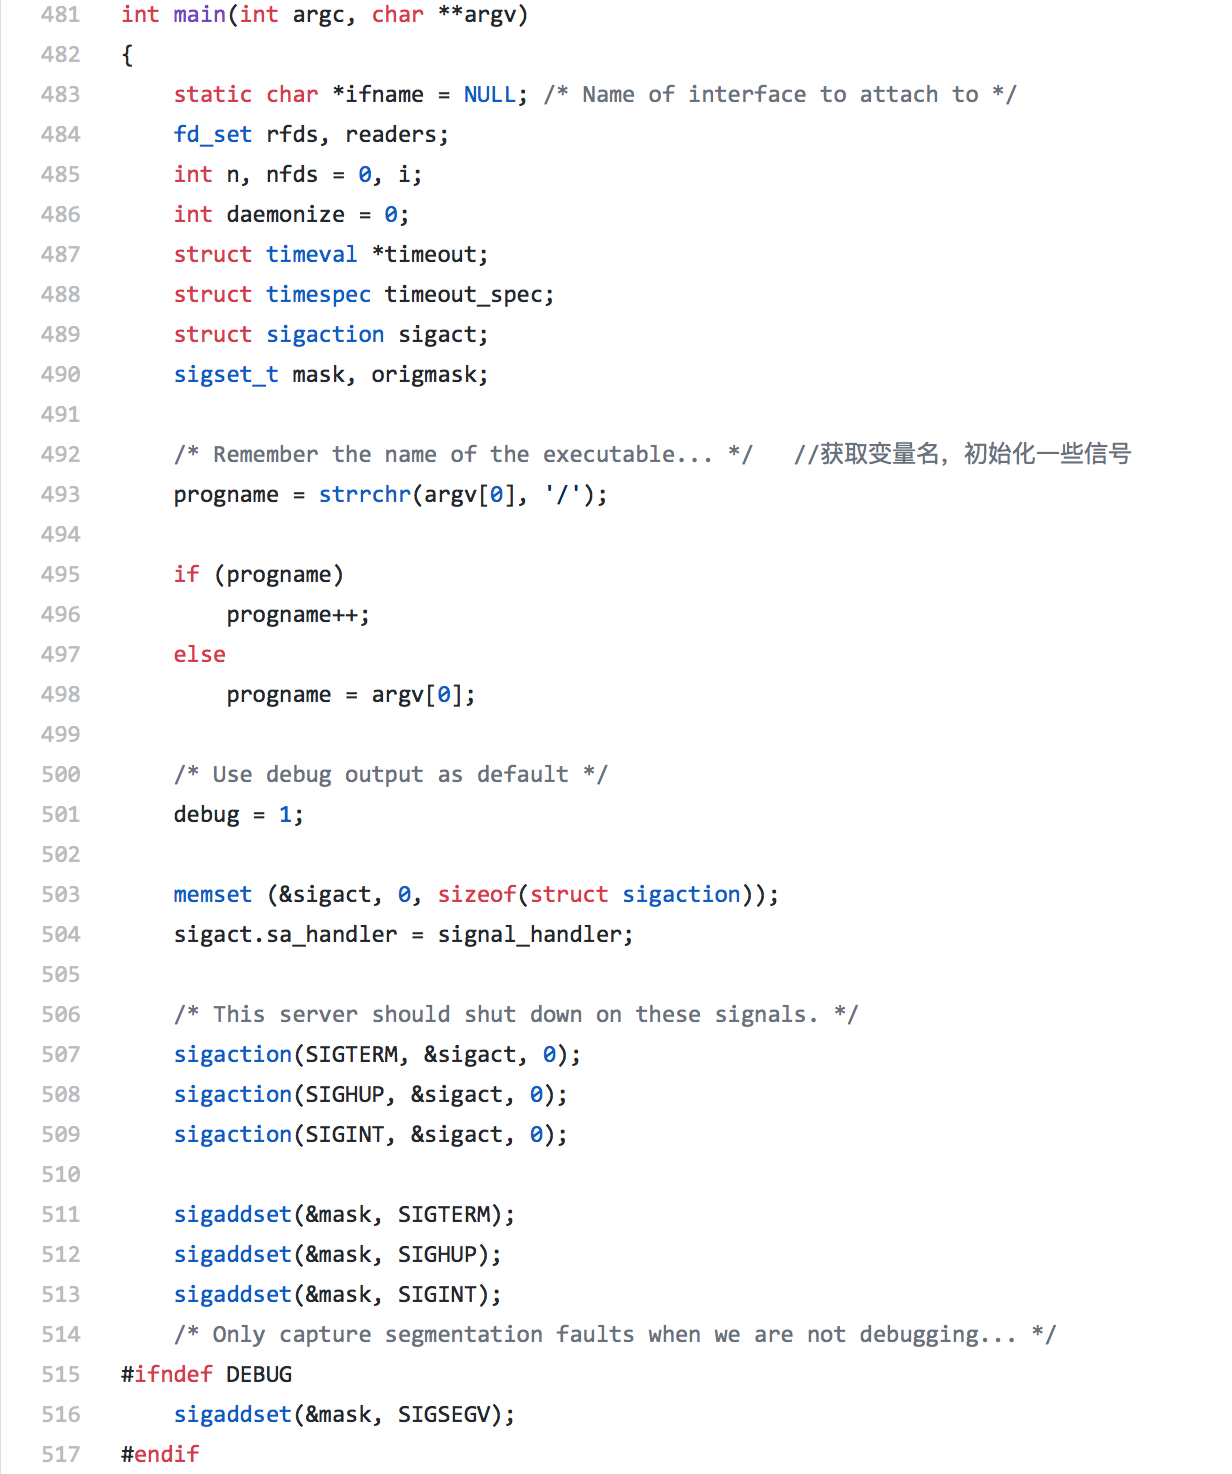 481 int main(int argc, char **argv)
482 {
483     static char *ifname = NULL; /* Name of interface to attach to */
484     fd_set rfds, readers;
485     int n, nfds = 0, i;
486     int daemonize = 0;
487     struct timeval *timeout;
488     struct timespec timeout_spec;
489     struct sigaction sigact;
490     sigset_t mask, origmask;
491
492     /* Remember the name of the executable... */   //获取变量名，初始化一些信号
493     progname = strrchr(argv[0], '/');
494
495     if (progname)
496         progname++;
497     else
498         progname = argv[0];
499
500     /* Use debug output as default */
501     debug = 1;
502
503     memset (&sigact, 0, sizeof(struct sigaction));
504     sigact.sa_handler = signal_handler;
505
506     /* This server should shut down on these signals. */
507     sigaction(SIGTERM, &sigact, 0);
508     sigaction(SIGHUP, &sigact, 0);
509     sigaction(SIGINT, &sigact, 0);
510
511     sigaddset(&mask, SIGTERM);
512     sigaddset(&mask, SIGHUP);
513     sigaddset(&mask, SIGINT);
514     /* Only capture segmentation faults when we are not debugging... */
515 #ifndef DEBUG
516     sigaddset(&mask, SIGSEGV);
517 #endif